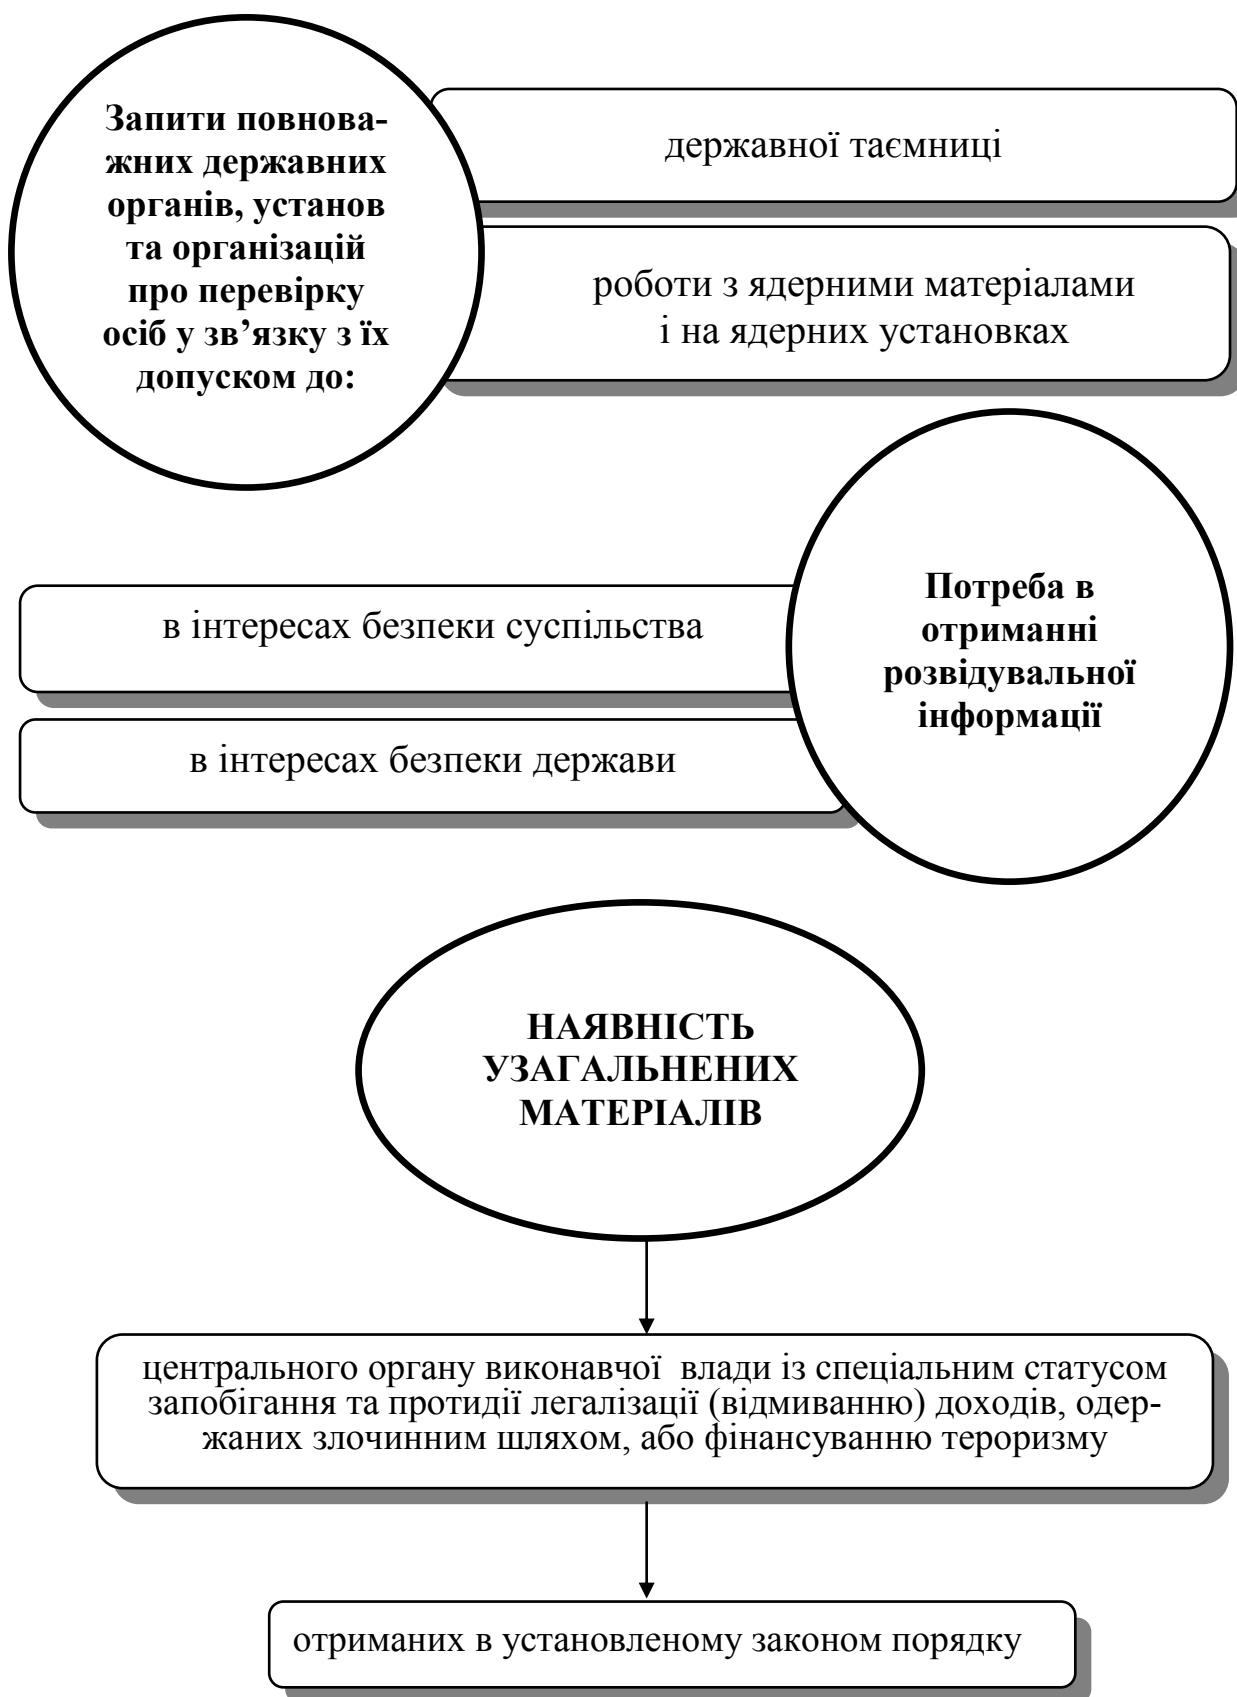 Запити повнова-
жних державних
органів, установ
та організацій
про перевірку
осіб у зв’язку з їх
допуском до:
державної таємниці
роботи з ядерними матеріалами
і на ядерних установках
Потреба в
отриманні
розвідувальної
інформації
в інтересах безпеки суспільства
в інтересах безпеки держави
НАЯВНІСТЬ
УЗАГАЛЬНЕНИХ
МАТЕРІАЛІВ
центрального органу виконавчої влади із спеціальним статусом
запобігання та протидії легалізації (відмиванню) доходів, одер-
жаних злочинним шляхом, або фінансуванню тероризму
отриманих в установленому законом порядку